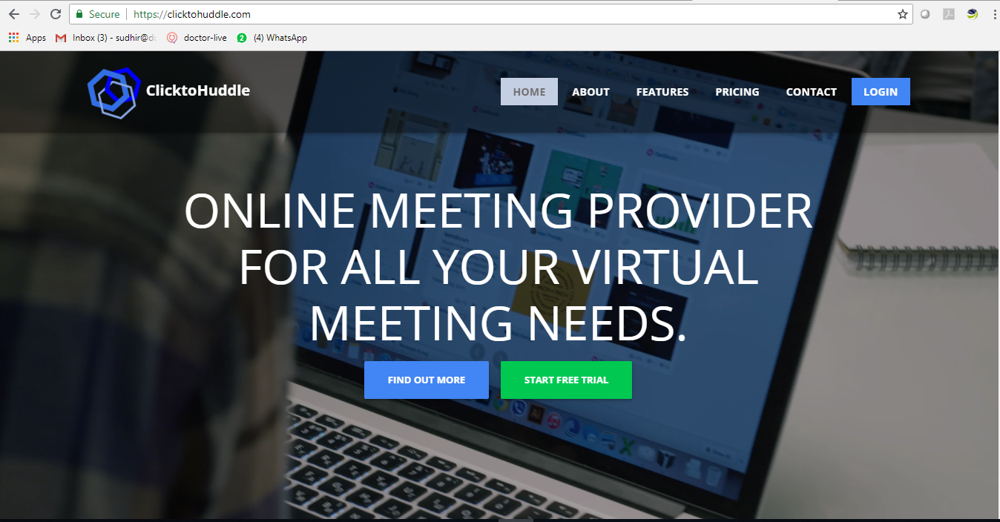 Secure | https://clicktohuddle.com
Apps Inbox (3) - sudhir@do doctor-live 2 (4) WhatsApp
ClicktoHuddle HOME ABOUT FEATURES PRICING CONTACT LOGIN
ONLINE MEETING PROVIDER
FOR ALL YOUR VIRTUAL
MEETING NEEDS.
FIND OUT MORE START FREE TRIAL